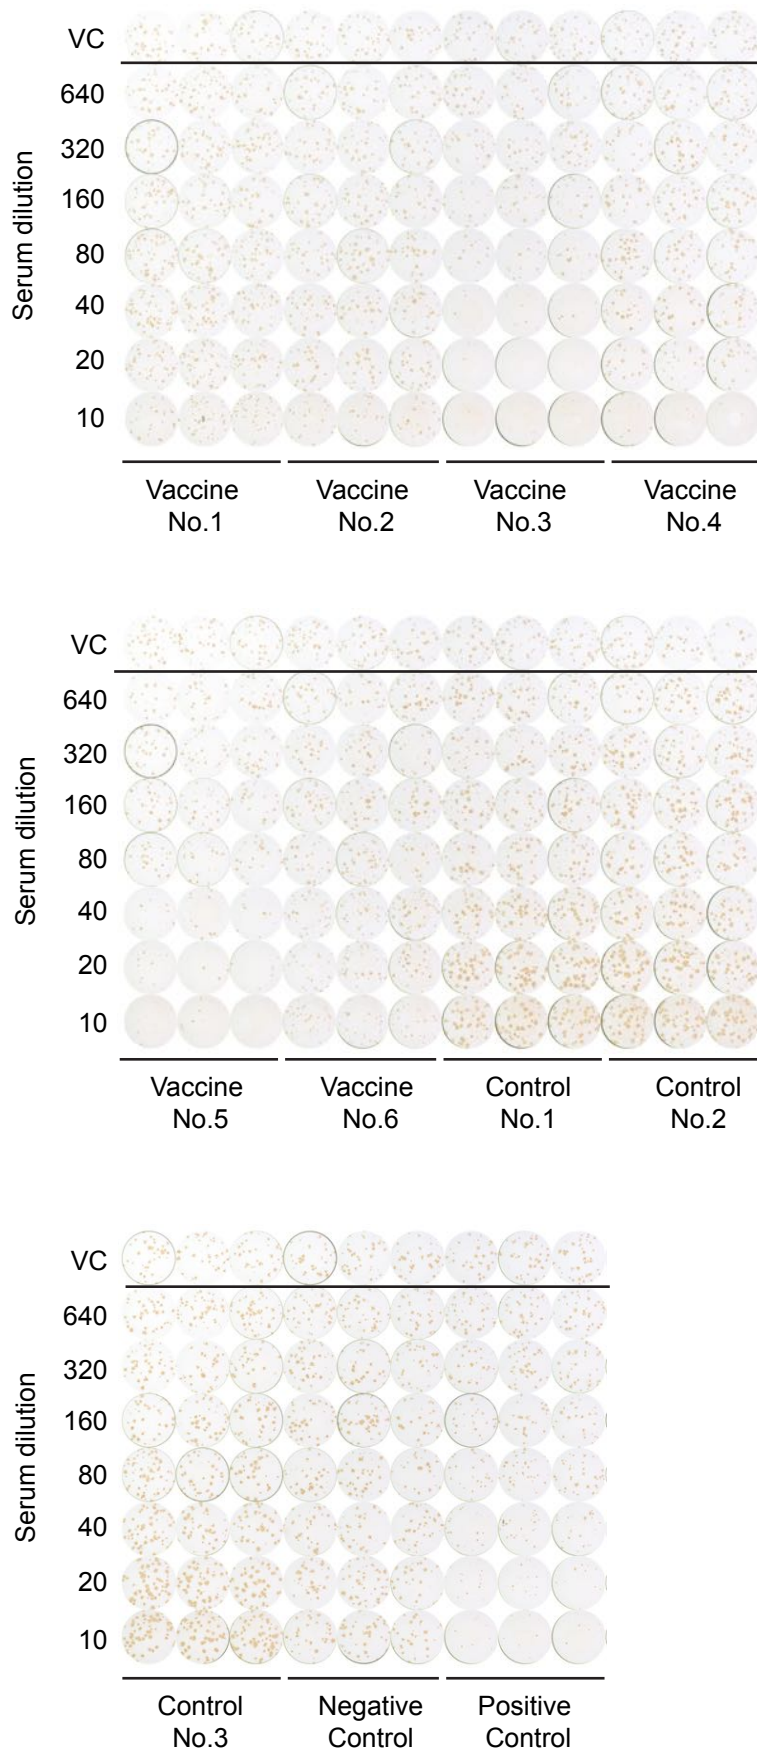 VC
640
320
160
80
40
20
10
Serum dilution
Vaccine No.1
Vaccine No.2
Vaccine No.3
Vaccine No.4
VC
640
320
160
80
40
20
10
Serum dilution
Vaccine No.5
Vaccine No.6
Control No.1
Control No.2
VC
640
320
160
80
40
20
10
Serum dilution
Control No.3
Negative Control
Positive Control